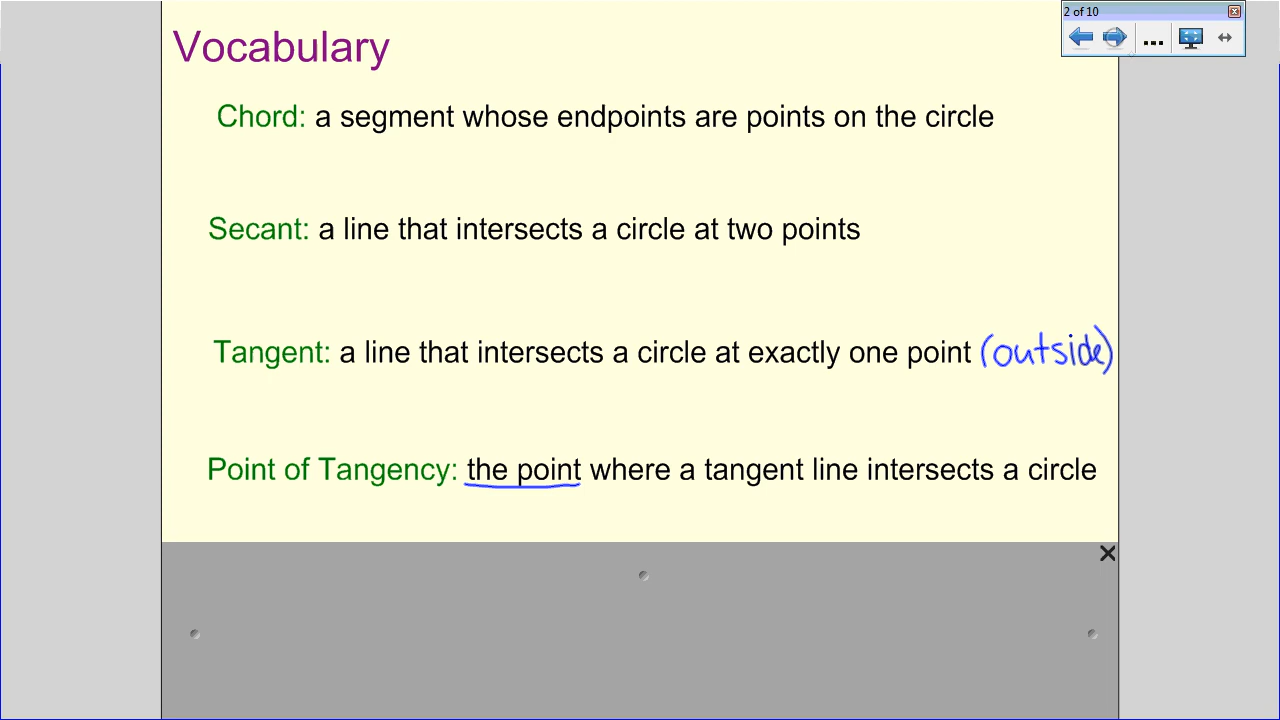 2 of 10
Vocabulary
Chord: a segment whose endpoints are points on the circle
Secant: a line that intersects a circle at two points
Tangent: a line that intersects a circle at exactly one point (outside)
Point of Tangency: the point where a tangent line intersects a circle